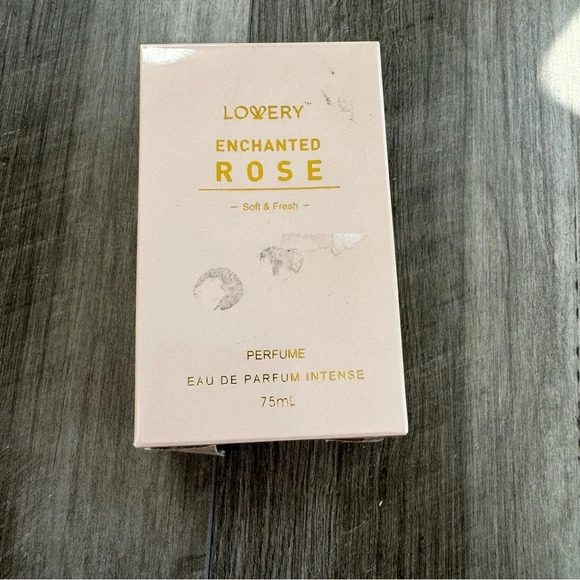 LOVERY™
ENCHANTED
ROSE
- Soft & Fresh -
PERFUME
EAU DE PARFUM INTENSE
75mL